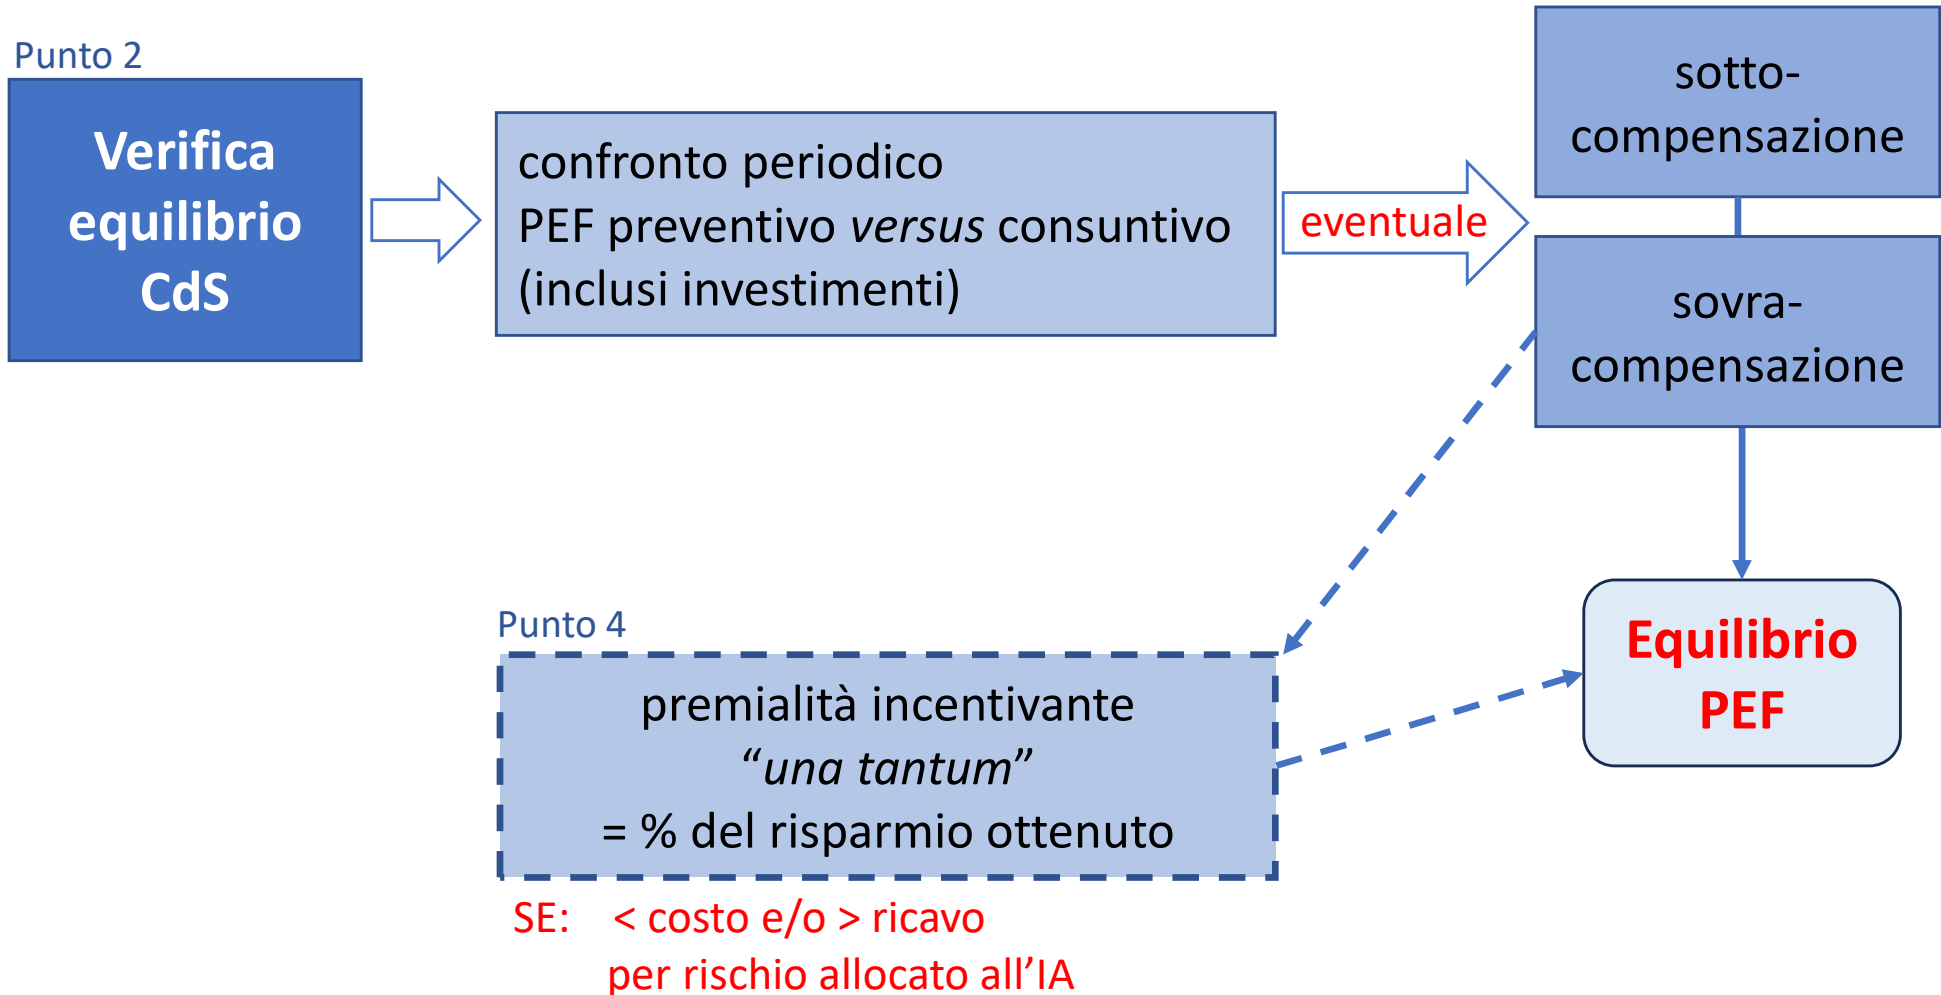 Punto 2
Verifica
equilibrio
CdS
confronto periodico
PEF preventivo versus consuntivo
(inclusi investimenti)
eventuale
sotto-
compensazione
sovra-
compensazione
Punto 4
premialità incentivante
“una tantum”
= % del risparmio ottenuto
SE: < costo e/o > ricavo
per rischio allocato all’IA
Equilibrio
PEF